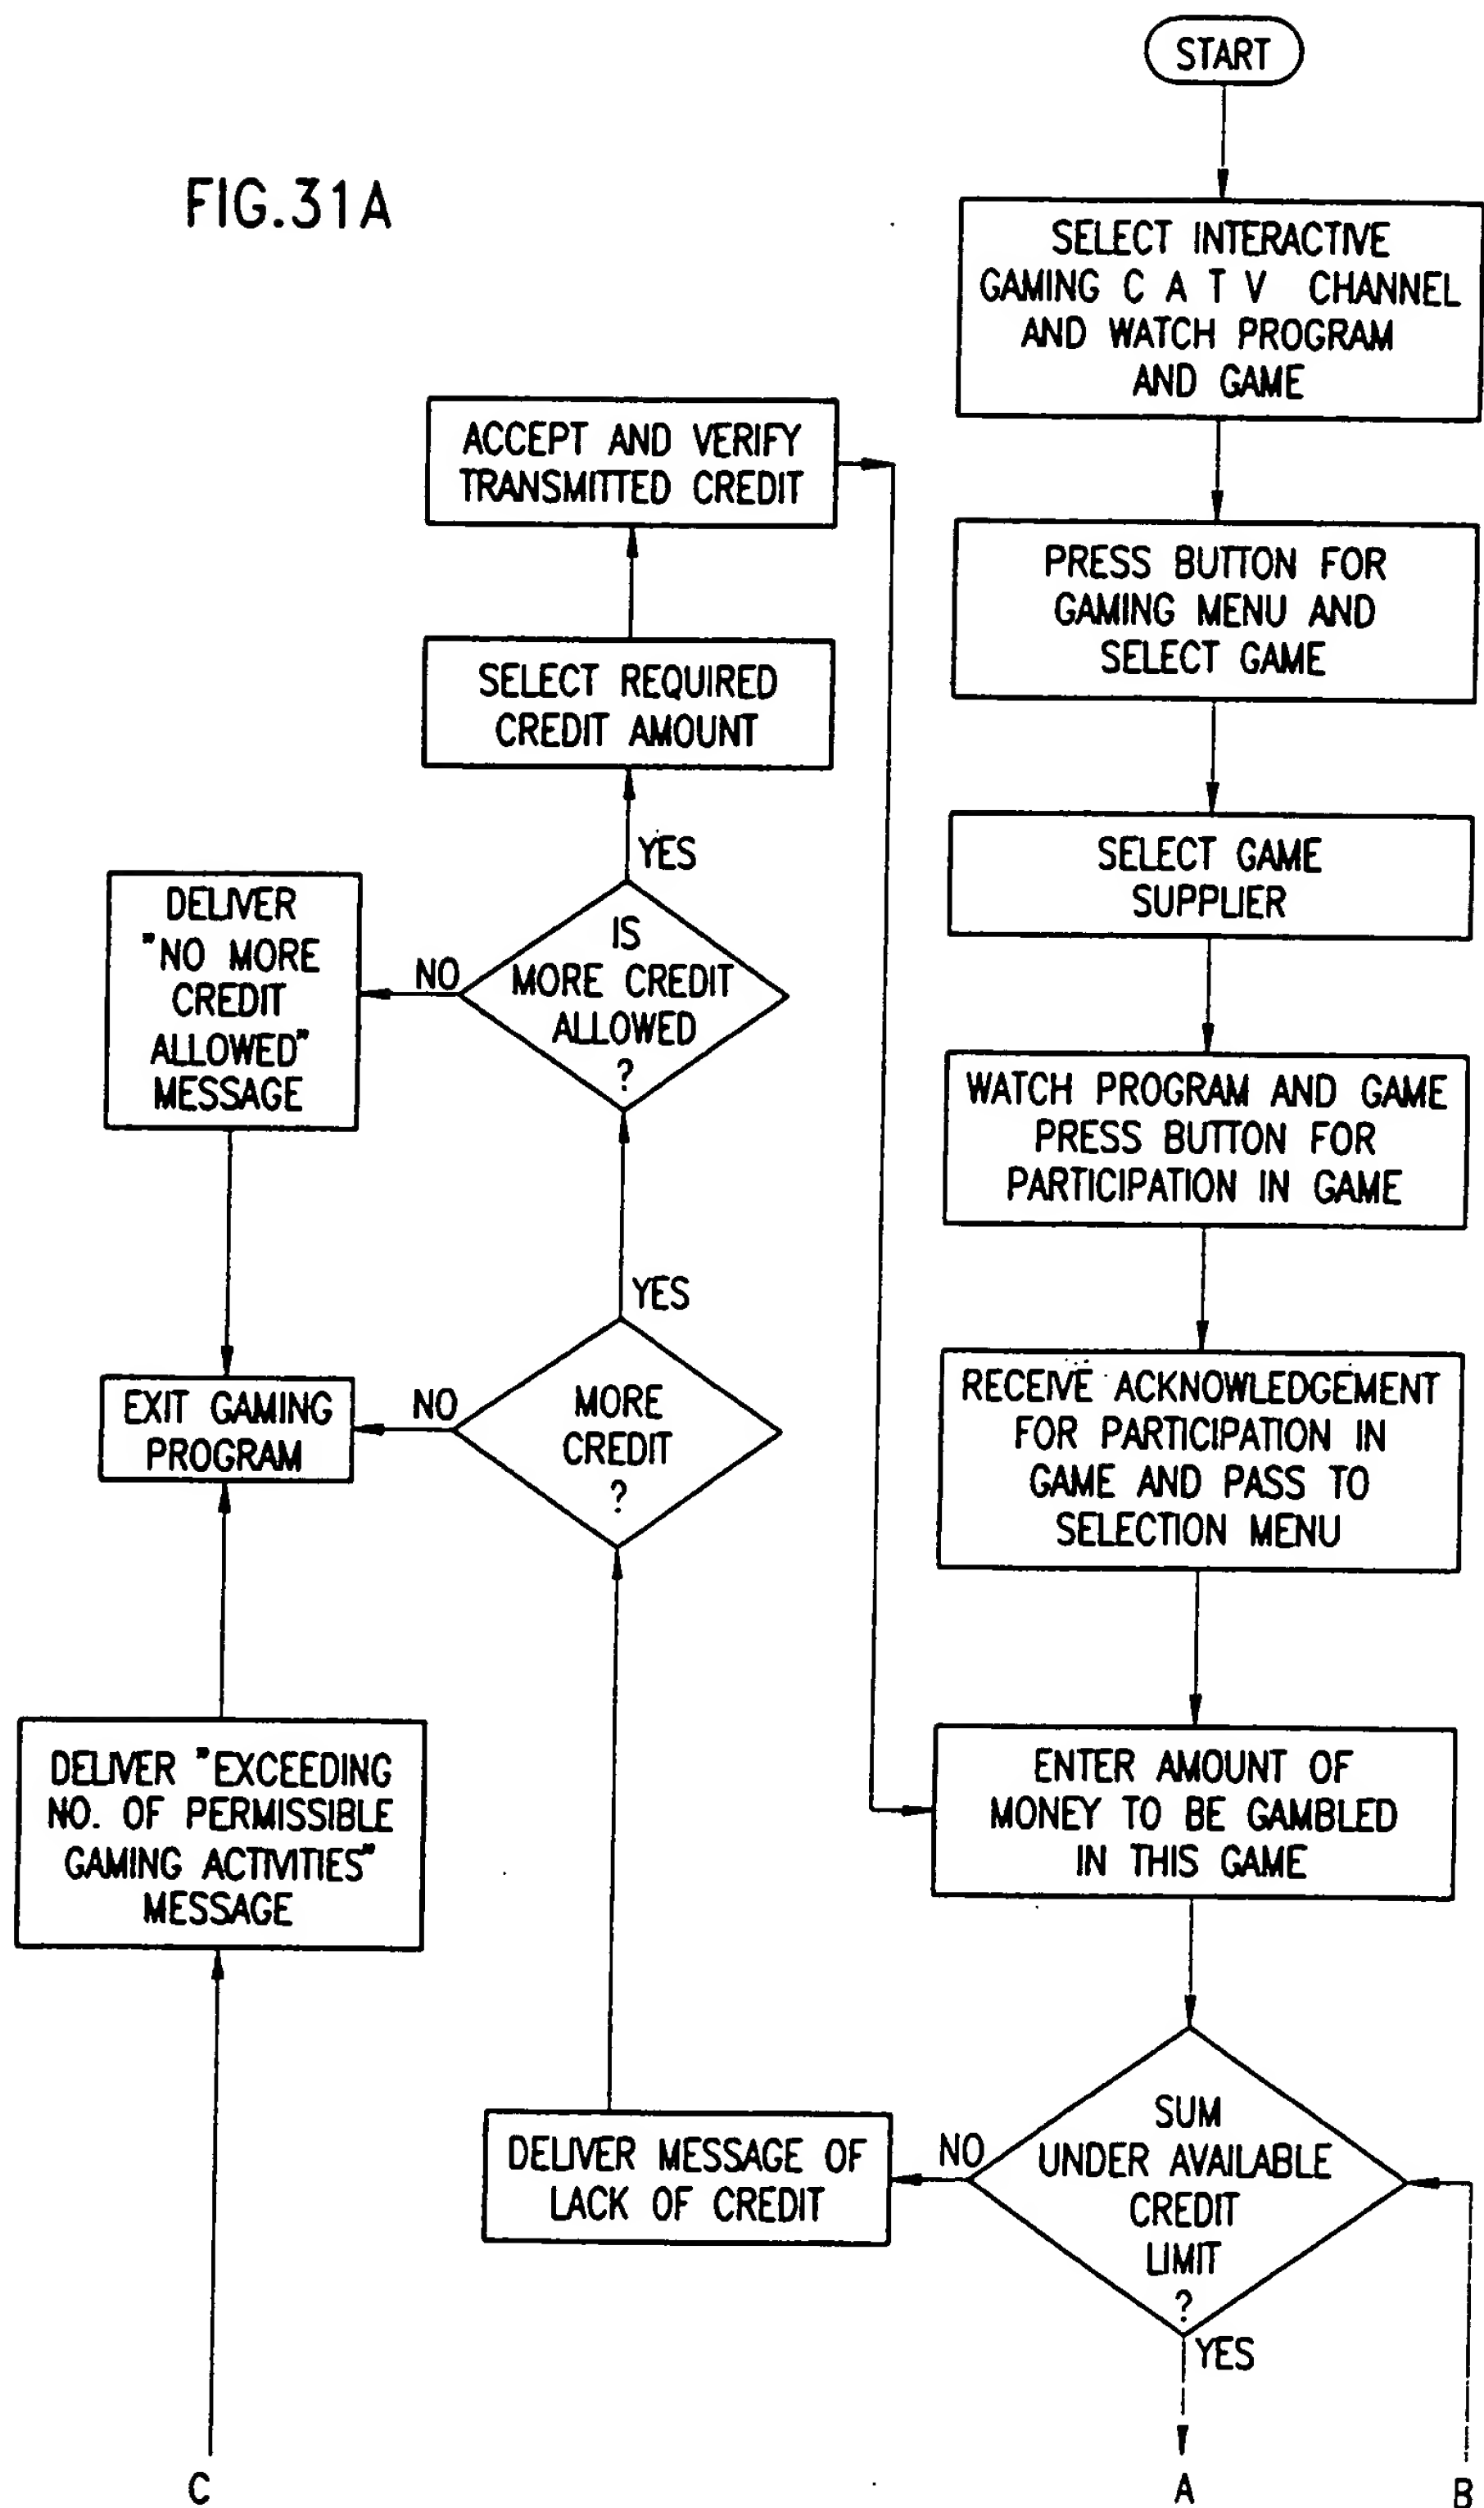 START
FIG.31A
SELECT INTERACTIVE
GAMING C A T V CHANNEL
AND WATCH PROGRAM
AND GAME
PRESS BUTTON FOR
GAMING MENU AND
SELECT GAME
SELECT GAME
SUPPLIER
WATCH PROGRAM AND GAME
PRESS BUTTON FOR
PARTICIPATION IN GAME
RECEIVE ACKNOWLEDGEMENT
FOR PARTICIPATION IN
GAME AND PASS TO
SELECTION MENU
ENTER AMOUNT OF
MONEY TO BE GAMBLED
IN THIS GAME
SUM
UNDER AVAILABLE
CREDIT
LIMIT
?
NO
YES
A
B
DELIVER MESSAGE OF
LACK OF CREDIT
MORE
CREDIT
?
NO
YES
IS
MORE CREDIT
ALLOWED
?
NO
YES
SELECT REQUIRED
CREDIT AMOUNT
ACCEPT AND VERIFY
TRANSMITTED CREDIT
DELIVER
"NO MORE
CREDIT
ALLOWED"
MESSAGE
EXIT GAMING
PROGRAM
DELIVER "EXCEEDING
NO. OF PERMISSIBLE
GAMING ACTIVITIES"
MESSAGE
C